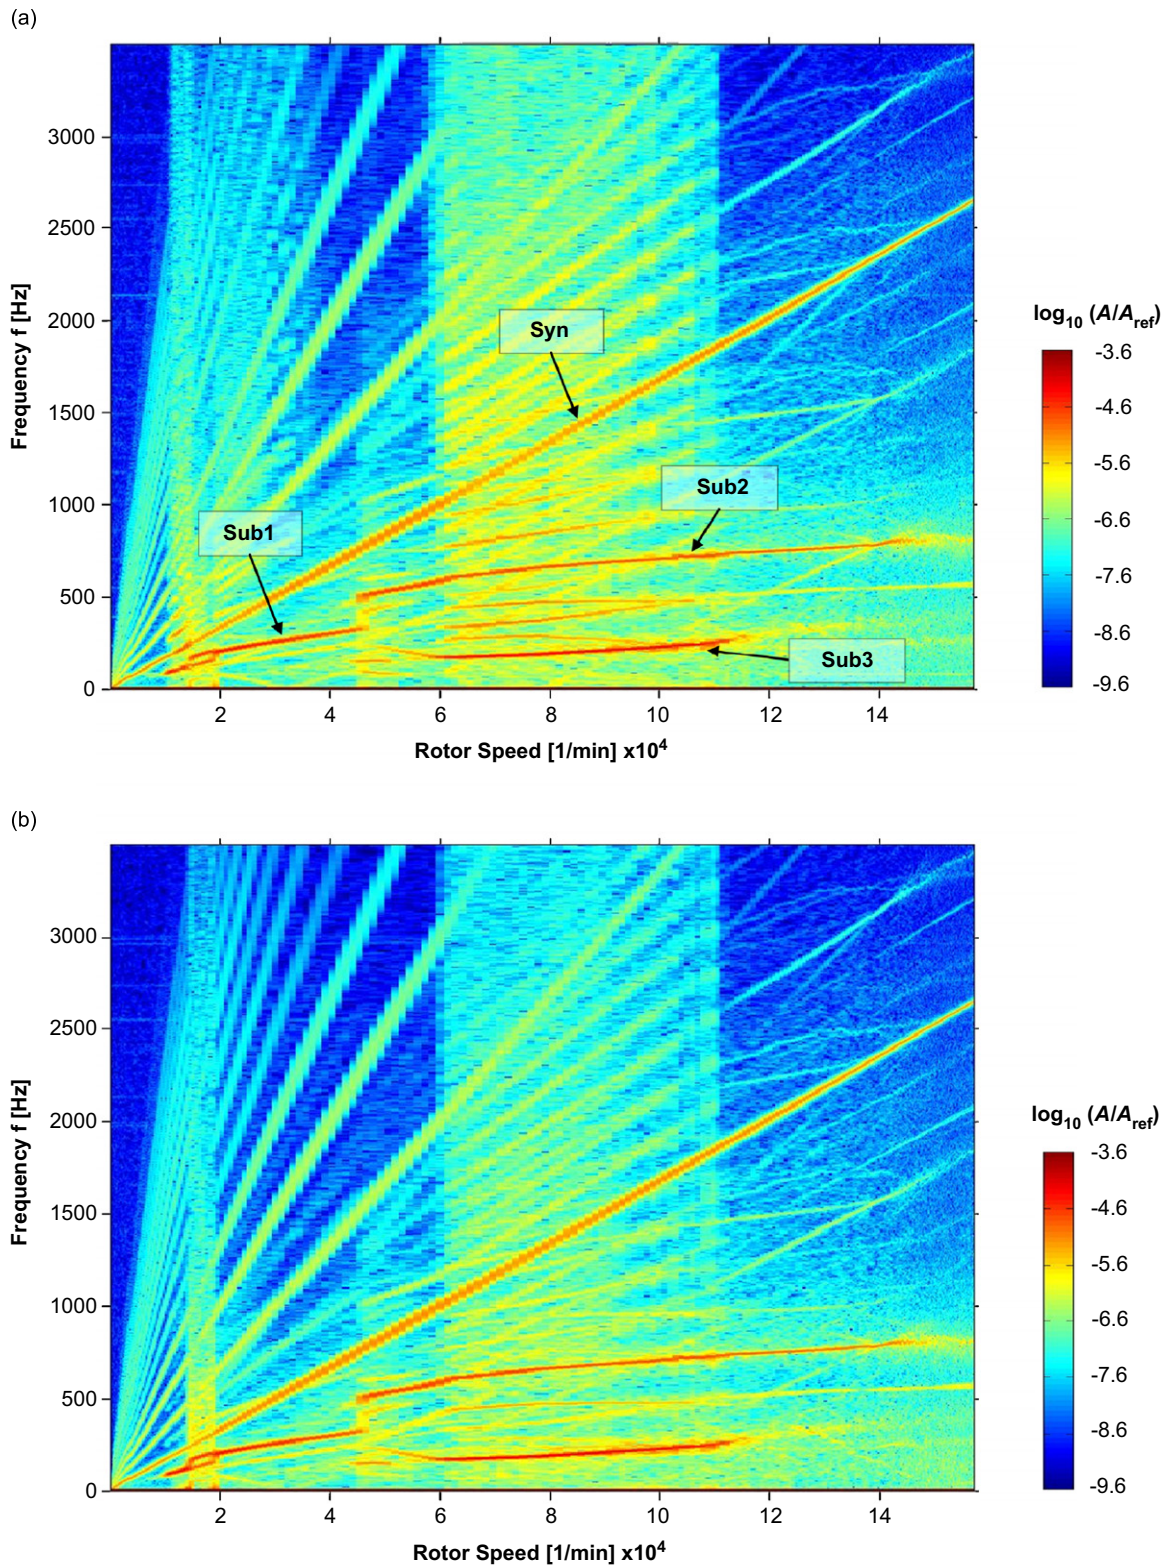 (a)
3000
2500
2000
1500
1000
500
0
Frequency f [Hz]
Syn
Sub2
Sub1
Sub3
2 4 6 8 10 12 14
Rotor Speed [1/min] x10⁴
log₁₀ (A/Aref)
-3.6
-4.6
-5.6
-6.6
-7.6
-8.6
-9.6
(b)
3000
2500
2000
1500
1000
500
0
Frequency f [Hz]
2 4 6 8 10 12 14
Rotor Speed [1/min] x10⁴
log₁₀ (A/Aref)
-3.6
-4.6
-5.6
-6.6
-7.6
-8.6
-9.6